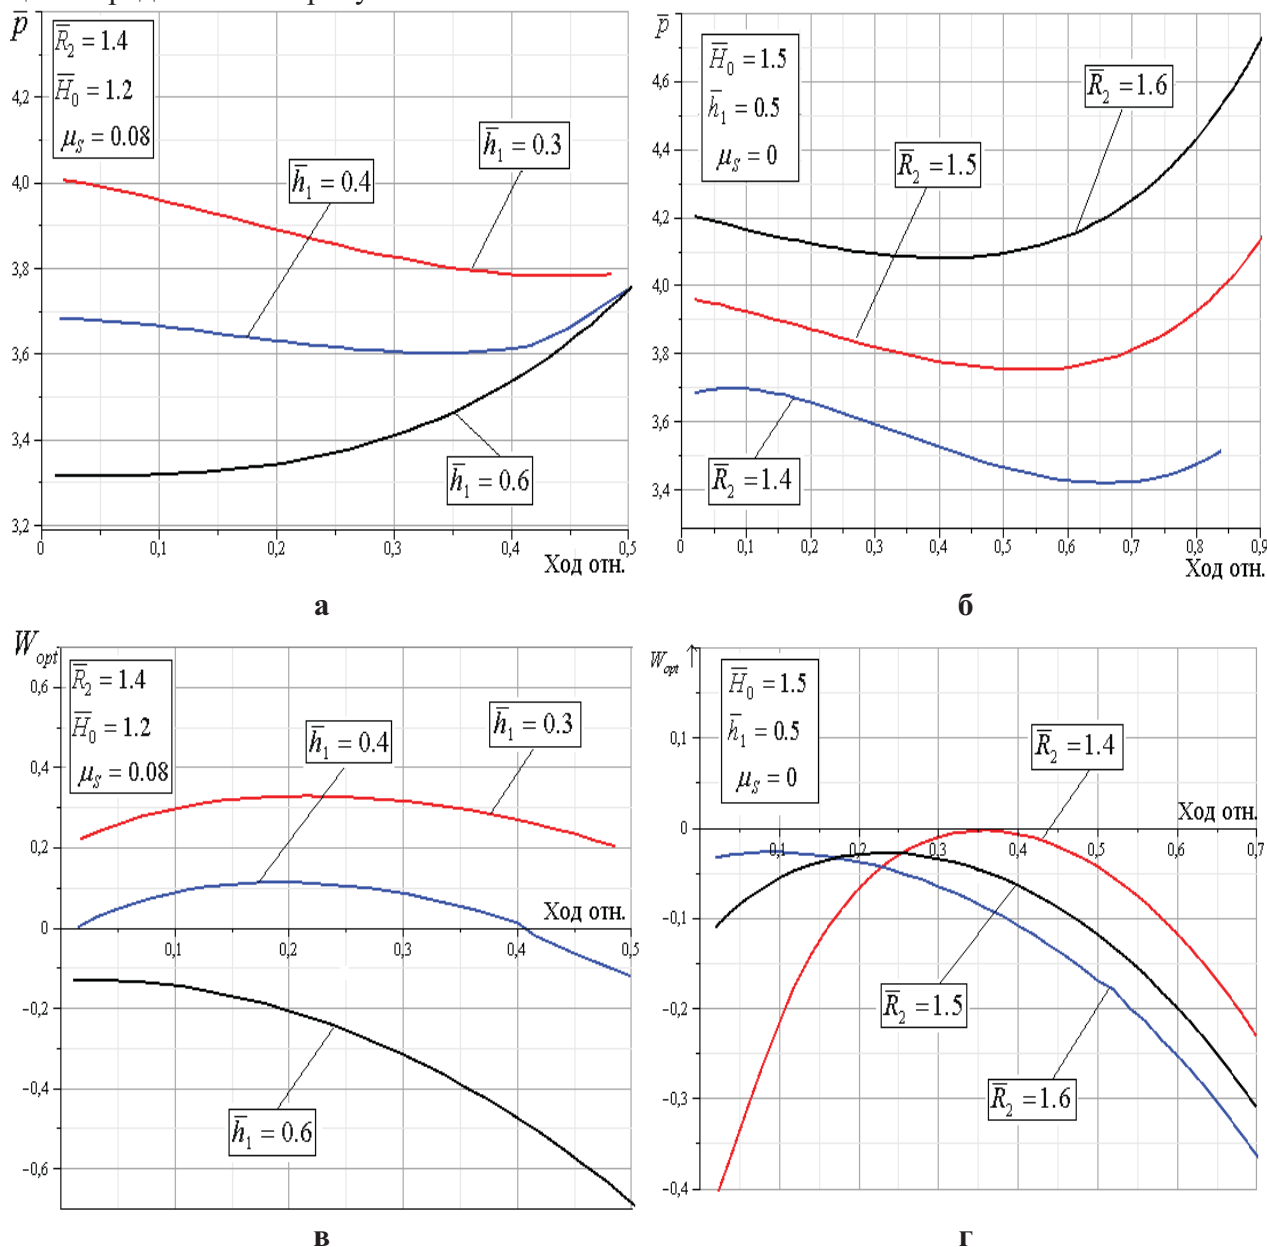 p̅
R̅₂ = 1.4
H̅₀ = 1.2
μ_S = 0.08
h̅₁ = 0.3
h̅₁ = 0.4
h̅₁ = 0.6
4,2
4,0
3,8
3,6
3,4
3,2
0 0,1 0,2 0,3 0,4 0,5
Ход отн.
а
p̅
H̅₀ = 1.5
h̅₁ = 0.5
μ_S = 0
R̅₂ = 1.6
R̅₂ = 1.5
R̅₂ = 1.4
4,6
4,4
4,2
4,0
3,8
3,6
3,4
0 0,1 0,2 0,3 0,4 0,5 0,6 0,7 0,8 0,9
Ход отн.
б
W_opt
R̅₂ = 1.4
H̅₀ = 1.2
μ_S = 0.08
h̅₁ = 0.4
h̅₁ = 0.3
h̅₁ = 0.6
0,6
0,4
0,2
0
−0,2
−0,4
−0,6
Ход отн.
0,1 0,2 0,3 0,4 0,5
в
W_opt
H̅₀ = 1.5
h̅₁ = 0.5
μ_S = 0
R̅₂ = 1.4
R̅₂ = 1.5
R̅₂ = 1.6
0,1
0
−0,1
−0,2
−0,3
−0,4
Ход отн.
0,1 0,2 0,3 0,4 0,5 0,6 0,7
г